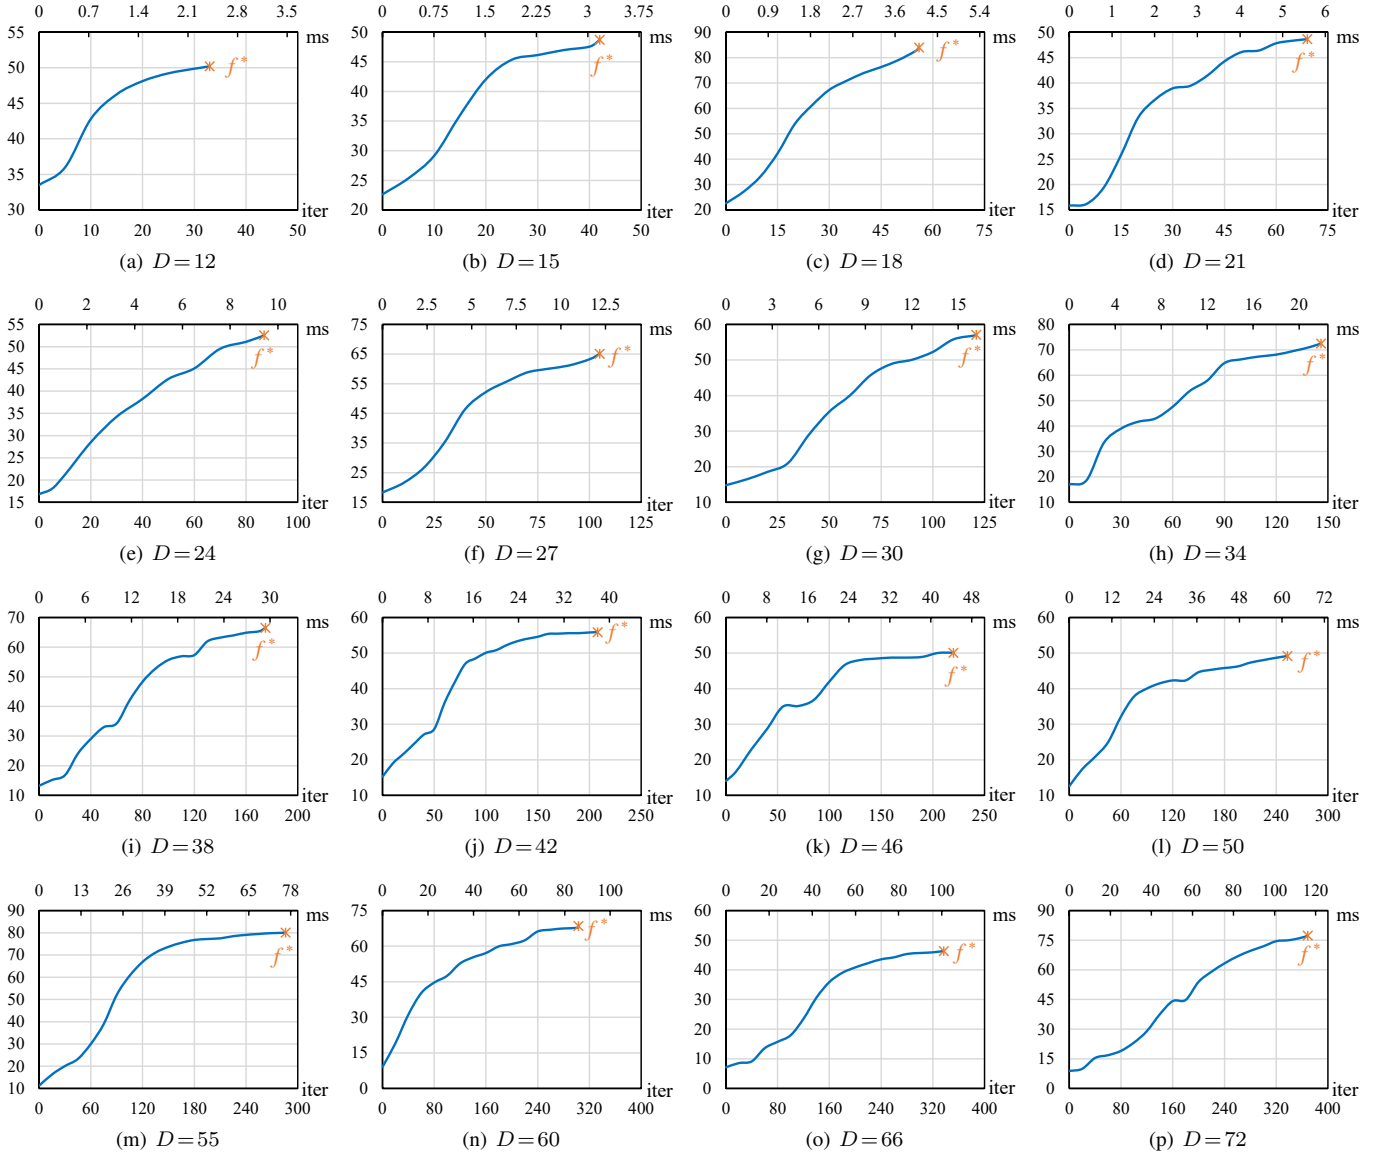 0 0.7 1.4 2.1 2.8 3.5
ms
55
50
45
40
35
30
f*
iter
0 10 20 30 40 50
(a) D=12
0 0.75 1.5 2.25 3 3.75
ms
50
45
40
35
30
25
20
f*
iter
0 10 20 30 40 50
(b) D=15
0 0.9 1.8 2.7 3.6 4.5 5.4
ms
90
80
70
60
50
40
30
20
f*
iter
0 15 30 45 60 75
(c) D=18
0 1 2 3 4 5 6
ms
50
45
40
35
30
25
20
15
f*
iter
0 15 30 45 60 75
(d) D=21
0 2 4 6 8 10
ms
55
50
45
40
35
30
25
20
15
f*
iter
0 20 40 60 80 100
(e) D=24
0 2.5 5 7.5 10 12.5
ms
75
65
55
45
35
25
15
f*
iter
0 25 50 75 100 125
(f) D=27
0 3 6 9 12 15
ms
60
50
40
30
20
10
f*
iter
0 25 50 75 100 125
(g) D=30
0 4 8 12 16 20
ms
80
70
60
50
40
30
20
10
f*
iter
0 30 60 90 120 150
(h) D=34
0 6 12 18 24 30
ms
70
60
50
40
30
20
10
f*
iter
0 40 80 120 160 200
(i) D=38
0 8 16 24 32 40
ms
60
50
40
30
20
10
f*
iter
0 50 100 150 200 250
(j) D=42
0 8 16 24 32 40 48
ms
60
50
40
30
20
10
f*
iter
0 50 100 150 200 250
(k) D=46
0 12 24 36 48 60 72
ms
60
50
40
30
20
10
f*
iter
0 60 120 180 240 300
(l) D=50
0 13 26 39 52 65 78
ms
90
80
70
60
50
40
30
20
10
f*
iter
0 60 120 180 240 300
(m) D=55
0 20 40 60 80 100
ms
75
60
45
30
15
0
f*
iter
0 80 160 240 320 400
(n) D=60
0 20 40 60 80 100
ms
60
50
40
30
20
10
0
f*
iter
0 80 160 240 320 400
(o) D=66
0 20 40 60 80 100 120
ms
90
75
60
45
30
15
0
f*
iter
0 80 160 240 320 400
(p) D=72